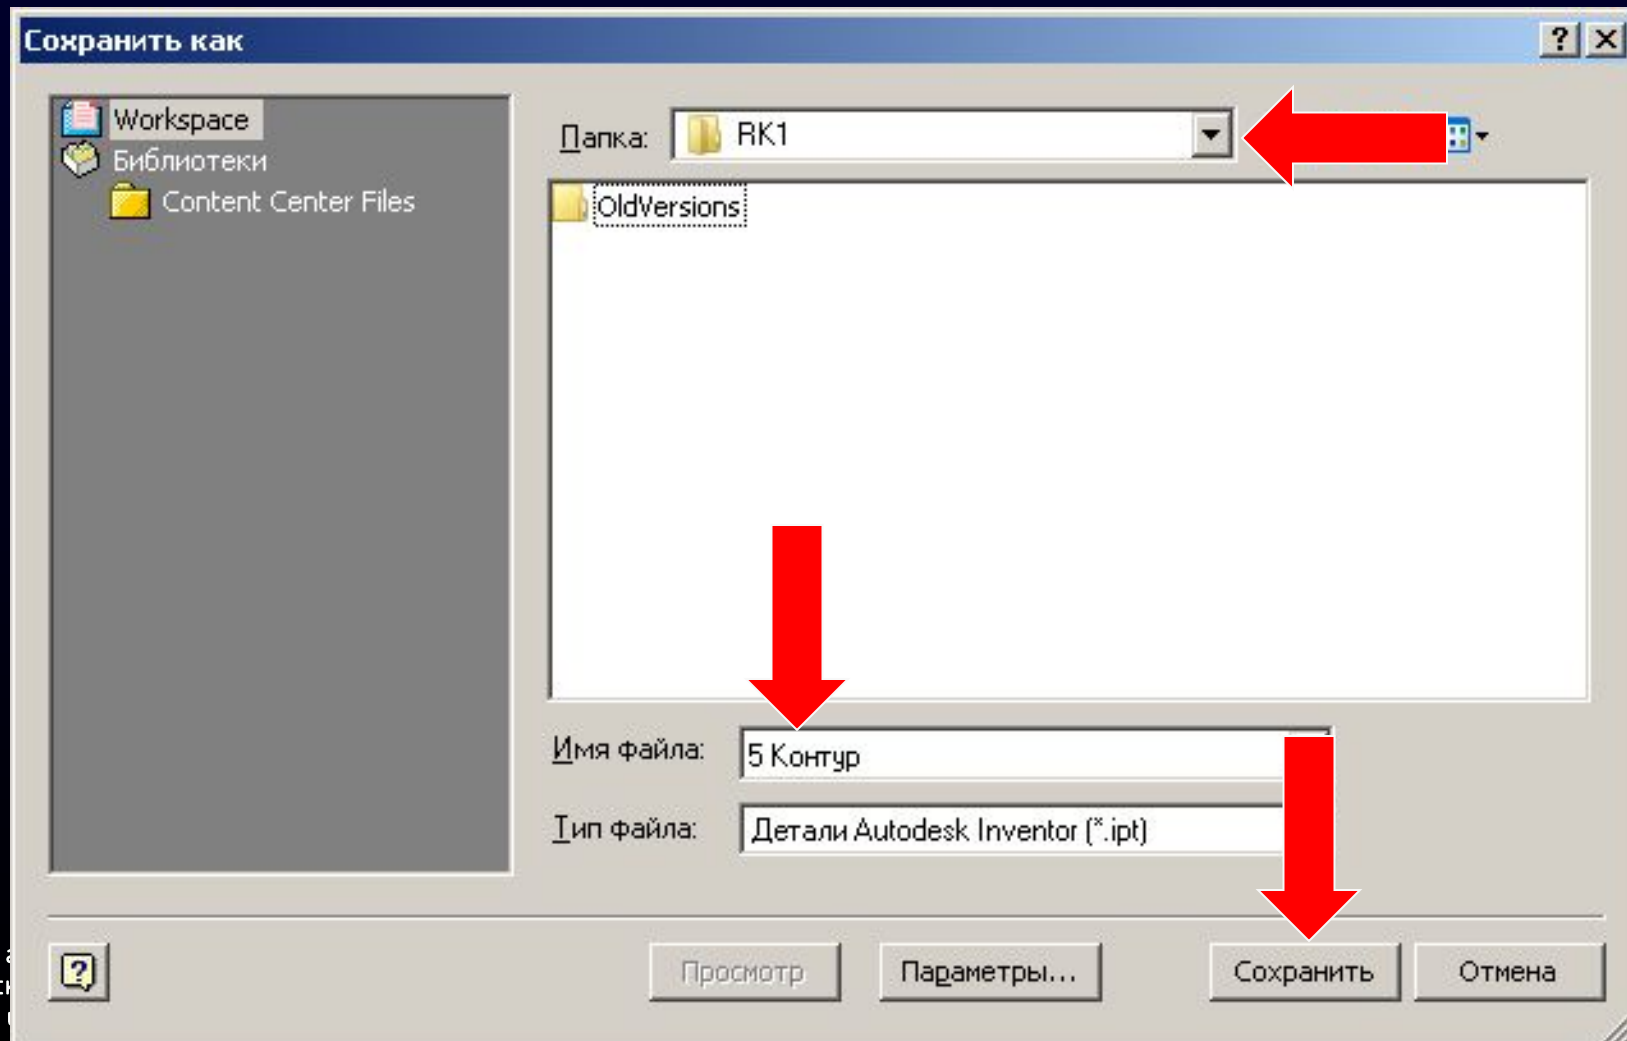 Сохранить как
Workspace
Библиотеки
Content Center Files
Папка: RK1
OldVersions
Имя файла: 5 Контур
Тип файла: Детали Autodesk Inventor (*.ipt)
Просмотр Параметры... Сохранить Отмена